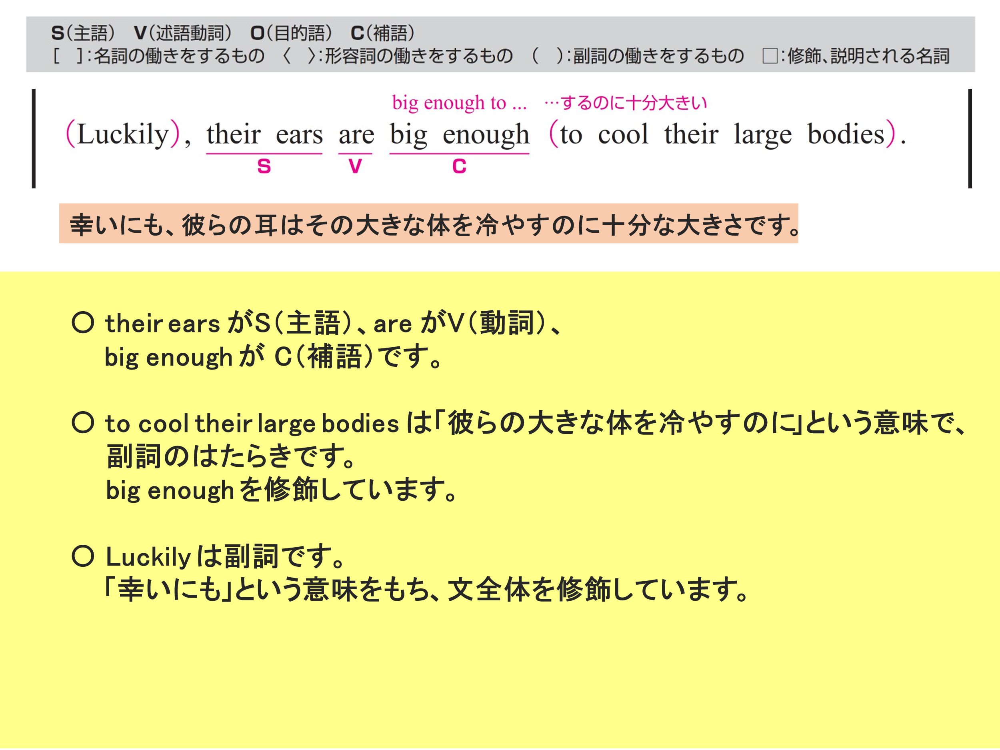 S（主語）　V（述語動詞）　O（目的語）　C（補語）
［　］：名詞の働きをするもの　〈　〉：形容詞の働きをするもの　（　）：副詞の働きをするもの　□：修飾、説明される名詞
big enough to ...　…するのに十分大きい
(Luckily), their ears are big enough (to cool their large bodies).
S V C
幸いにも、彼らの耳はその大きな体を冷やすのに十分な大きさです。
○ their ears がS（主語）、are がV（動詞）、
big enough が C（補語）です。
○ to cool their large bodies は「彼らの大きな体を冷やすのに」という意味で、
副詞のはたらきです。
big enough を修飾しています。
○ Luckily は副詞です。
「幸いにも」という意味をもち、文全体を修飾しています。